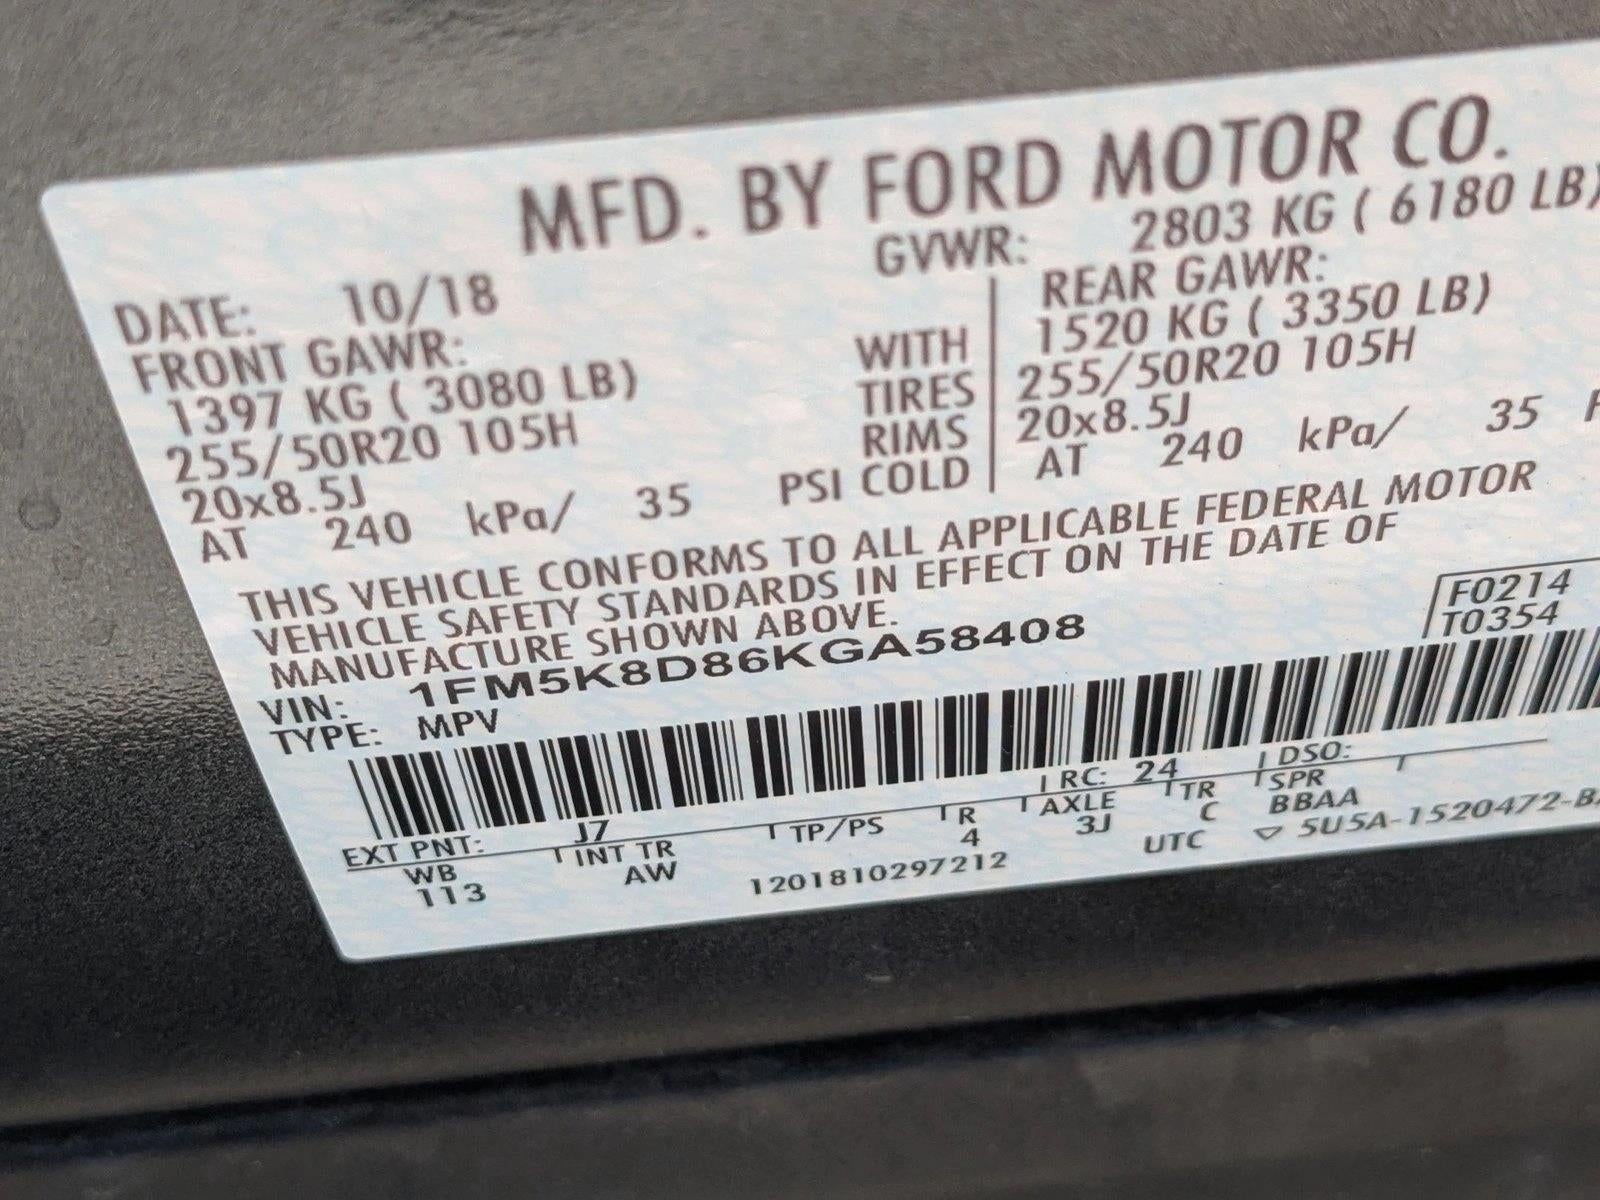 MFD. BY FORD MOTOR CO.
DATE: 10/18 GVWR: 2803 KG ( 6180 LB)
FRONT GAWR: REAR GAWR:
1397 KG ( 3080 LB) WITH 1520 KG ( 3350 LB)
255/50R20 105H TIRES 255/50R20 105H
20x8.5J RIMS 20x8.5J
AT 240 kPa/ 35 PSI COLD AT 240 kPa/ 35
THIS VEHICLE CONFORMS TO ALL APPLICABLE FEDERAL MOTOR
VEHICLE SAFETY STANDARDS IN EFFECT ON THE DATE OF
MANUFACTURE SHOWN ABOVE.
VIN: 1FM5K8D86KGA58408 F0214
TYPE: MPV T0354
EXT PNT: J7 RC: 24 DSO:
WB INT TR TP/PS R AXLE TR SPR
113 AW 4 3J C BBAA
1201810297212 UTC ▽ 5U5A-1520472-